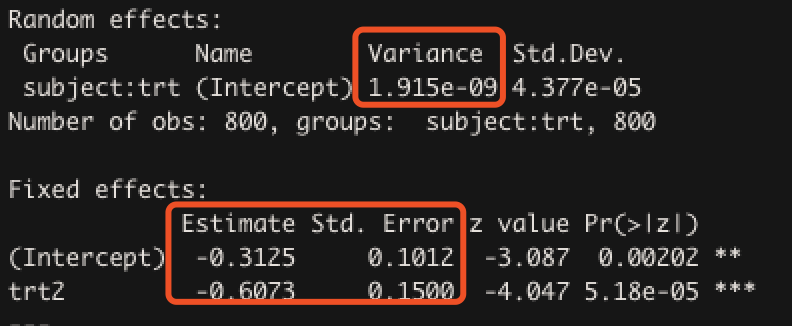 Random effects:
Groups Name Variance Std.Dev.
subject:trt (Intercept) 1.915e-09 4.377e-05
Number of obs: 800, groups: subject:trt, 800
Fixed effects:
Estimate Std. Error z value Pr(>|z|)
(Intercept) -0.3125 0.1012 -3.087 0.00202 **
trt2 -0.6073 0.1500 -4.047 5.18e-05 ***
---